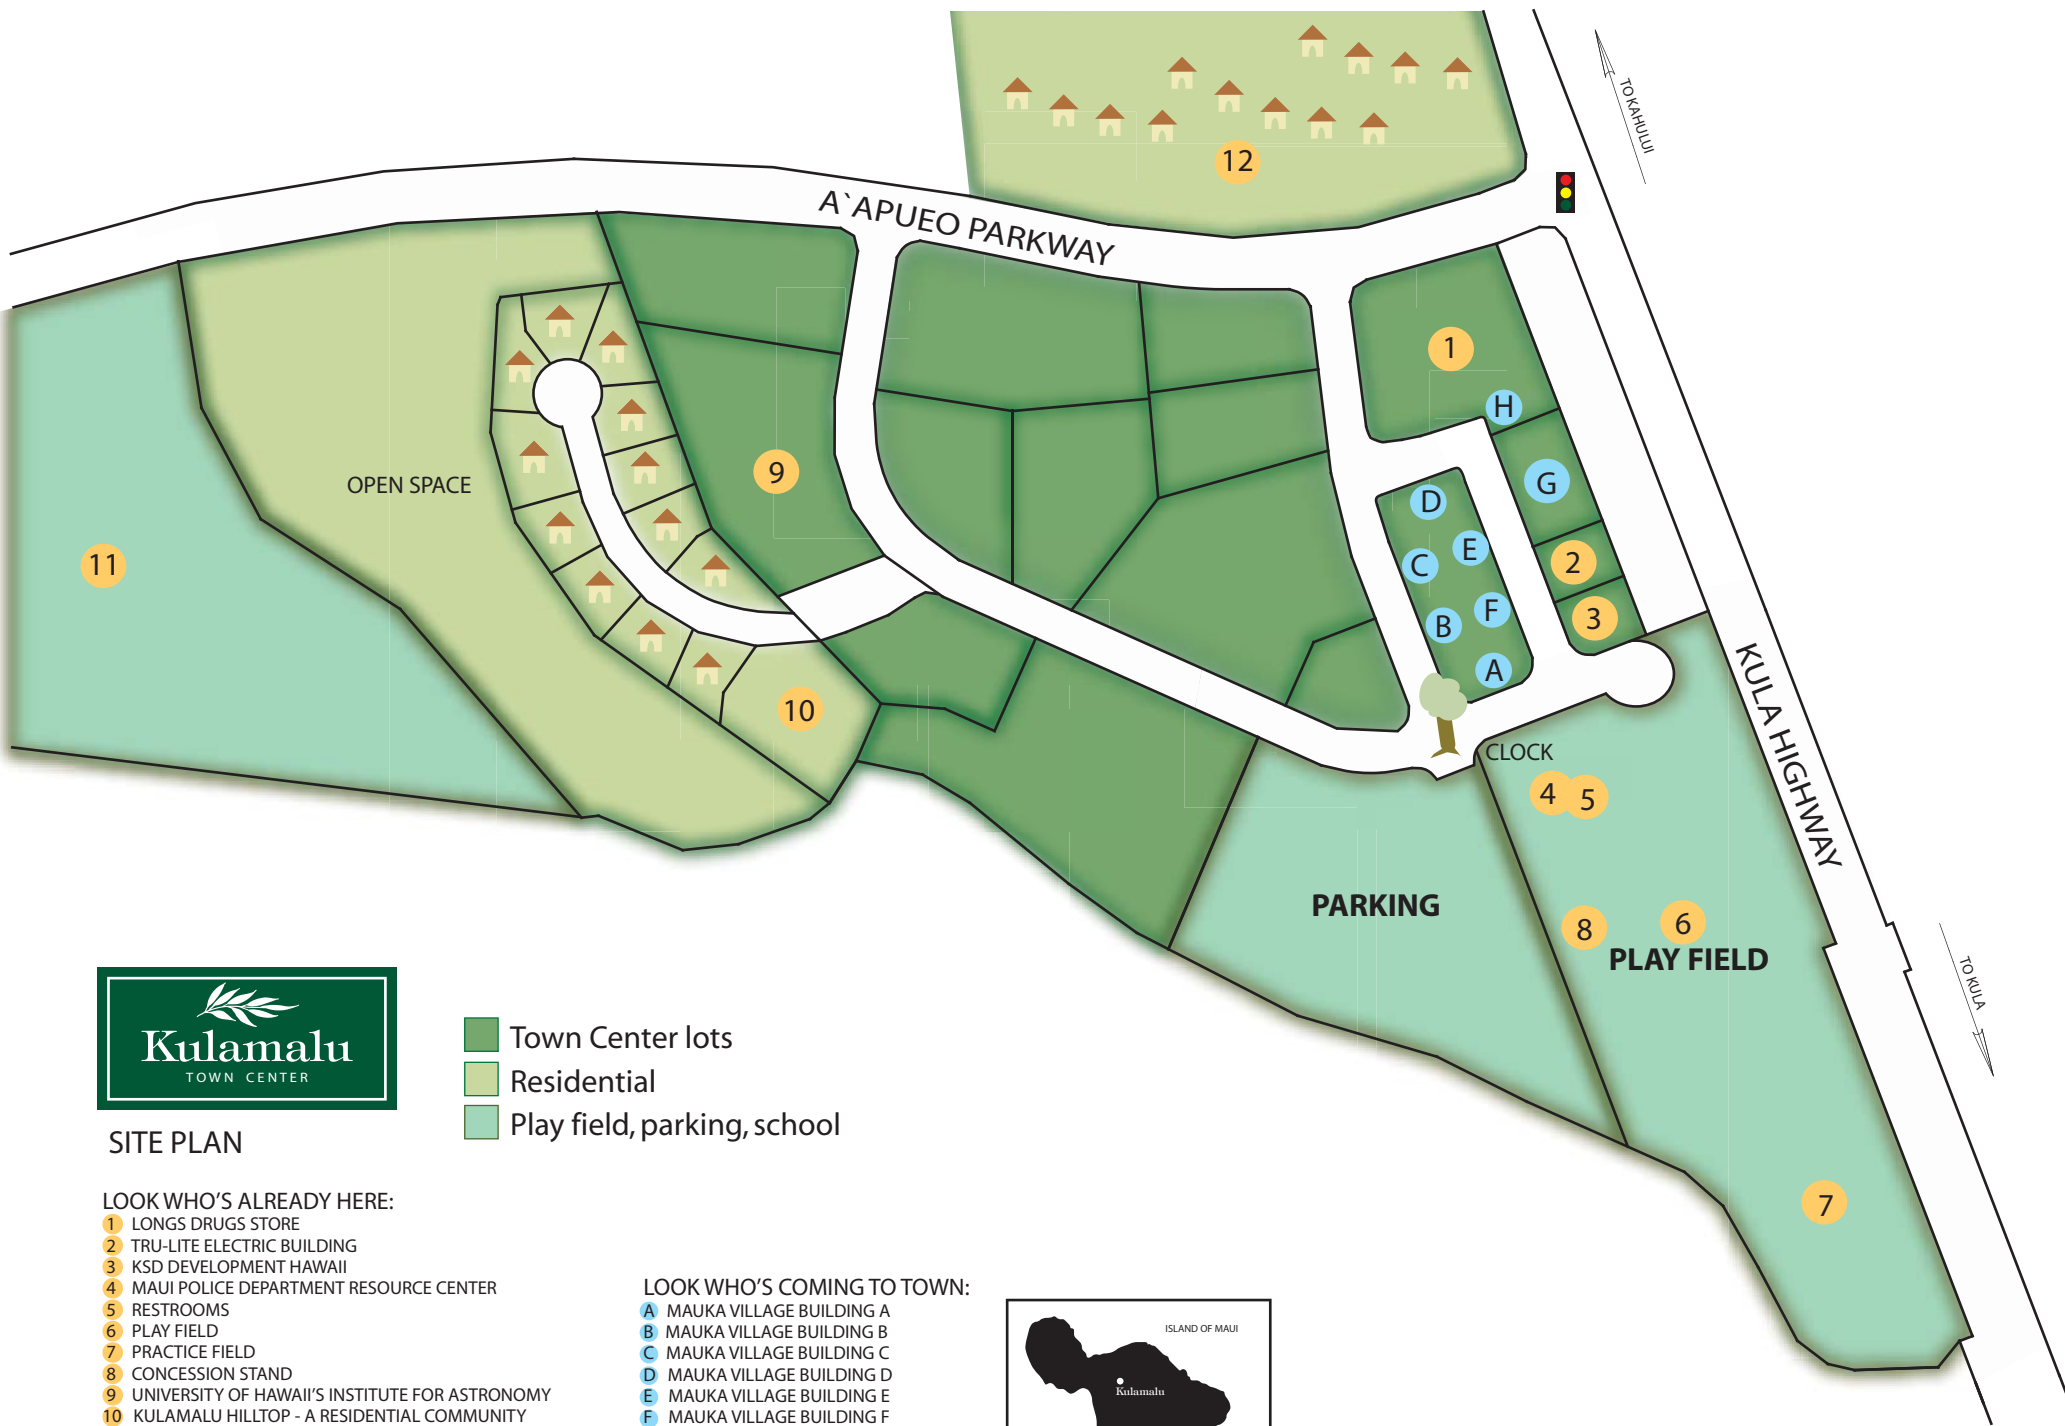 TO KAHULUI
12
A`APUEO PARKWAY
1
H
9
OPEN SPACE
G
D
E
11
C
2
F
B
3
A
10
KULA HIGHWAY
CLOCK
4
5
PARKING
8
6
PLAY FIELD
TO KULA
7
Kulamalu
TOWN CENTER
SITE PLAN
Town Center lots
Residential
Play field, parking, school
LOOK WHO'S ALREADY HERE:
1 LONGS DRUGS STORE
2 TRU-LITE ELECTRIC BUILDING
3 KSD DEVELOPMENT HAWAII
4 MAUI POLICE DEPARTMENT RESOURCE CENTER
5 RESTROOMS
6 PLAY FIELD
7 PRACTICE FIELD
8 CONCESSION STAND
9 UNIVERSITY OF HAWAII'S INSTITUTE FOR ASTRONOMY
10 KULAMALU HILLTOP - A RESIDENTIAL COMMUNITY
LOOK WHO'S COMING TO TOWN:
A MAUKA VILLAGE BUILDING A
B MAUKA VILLAGE BUILDING B
C MAUKA VILLAGE BUILDING C
D MAUKA VILLAGE BUILDING D
E MAUKA VILLAGE BUILDING E
F MAUKA VILLAGE BUILDING F
ISLAND OF MAUI
Kulamalu